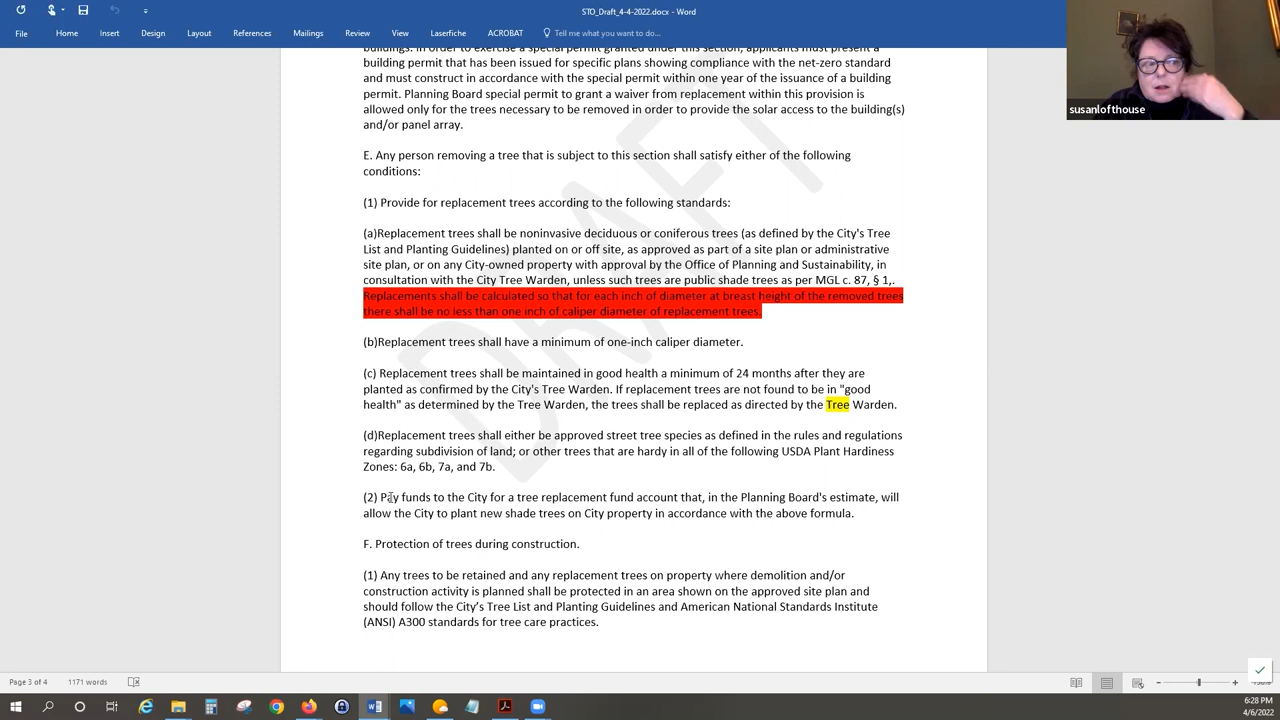 STO_Draft_4-4-2022.docx - Word
File Home Insert Design Layout References Mailings Review View Laserfiche ACROBAT Tell me what you want to do...
susanlofthouse
buildings. In order to exercise a special permit granted under this section, applicants must present a
building permit that has been issued for specific plans showing compliance with the net-zero standard
and must construct in accordance with the special permit within one year of the issuance of a building
permit. Planning Board special permit to grant a waiver from replacement within this provision is
allowed only for the trees necessary to be removed in order to provide the solar access to the building(s)
and/or panel array.
E. Any person removing a tree that is subject to this section shall satisfy either of the following
conditions:
(1) Provide for replacement trees according to the following standards:
(a)Replacement trees shall be noninvasive deciduous or coniferous trees (as defined by the City's Tree
List and Planting Guidelines) planted on or off site, as approved as part of a site plan or administrative
site plan, or on any City-owned property with approval by the Office of Planning and Sustainability, in
consultation with the City Tree Warden, unless such trees are public shade trees as per MGL c. 87, § 1,.
Replacements shall be calculated so that for each inch of diameter at breast height of the removed trees
there shall be no less than one inch of caliper diameter of replacement trees.
(b)Replacement trees shall have a minimum of one-inch caliper diameter.
(c) Replacement trees shall be maintained in good health a minimum of 24 months after they are
planted as confirmed by the City's Tree Warden. If replacement trees are not found to be in "good
health" as determined by the Tree Warden, the trees shall be replaced as directed by the Tree Warden.
(d)Replacement trees shall either be approved street tree species as defined in the rules and regulations
regarding subdivision of land; or other trees that are hardy in all of the following USDA Plant Hardiness
Zones: 6a, 6b, 7a, and 7b.
(2) Pay funds to the City for a tree replacement fund account that, in the Planning Board's estimate, will
allow the City to plant new shade trees on City property in accordance with the above formula.
F. Protection of trees during construction.
(1) Any trees to be retained and any replacement trees on property where demolition and/or
construction activity is planned shall be protected in an area shown on the approved site plan and
should follow the City’s Tree List and Planting Guidelines and American National Standards Institute
(ANSI) A300 standards for tree care practices.
DRAFT
Page 3 of 4 1171 words
6:28 PM
4/6/2022